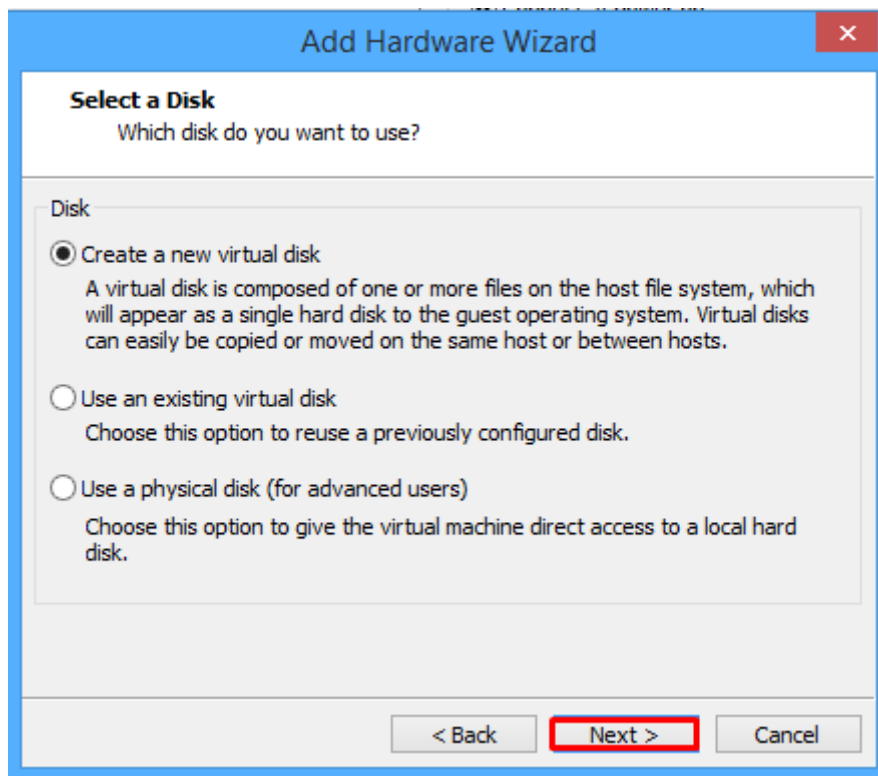 Add Hardware Wizard
Select a Disk
Which disk do you want to use?
Disk
Create a new virtual disk
A virtual disk is composed of one or more files on the host file system, which
will appear as a single hard disk to the guest operating system. Virtual disks
can easily be copied or moved on the same host or between hosts.
Use an existing virtual disk
Choose this option to reuse a previously configured disk.
Use a physical disk (for advanced users)
Choose this option to give the virtual machine direct access to a local hard
disk.
< Back Next > Cancel